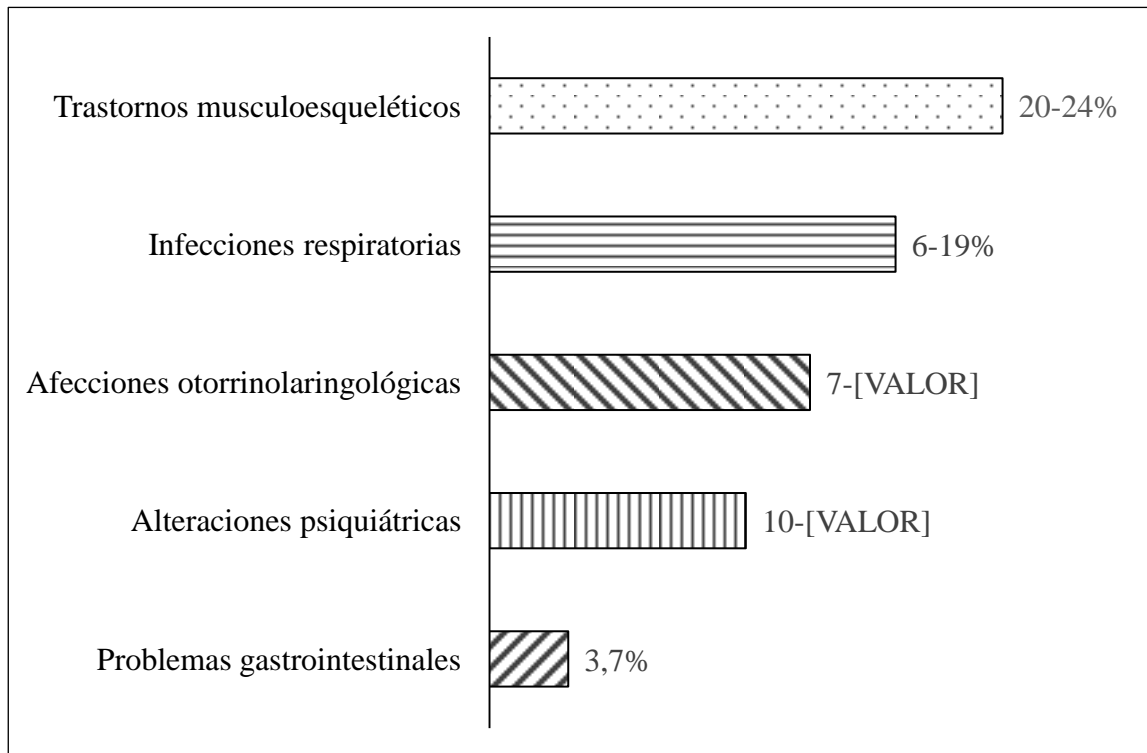 Trastornos musculoesqueléticos 20-24%
Infecciones respiratorias 6-19%
Afecciones otorrinolaringológicas 7-[VALOR]
Alteraciones psiquiátricas 10-[VALOR]
Problemas gastrointestinales 3,7%